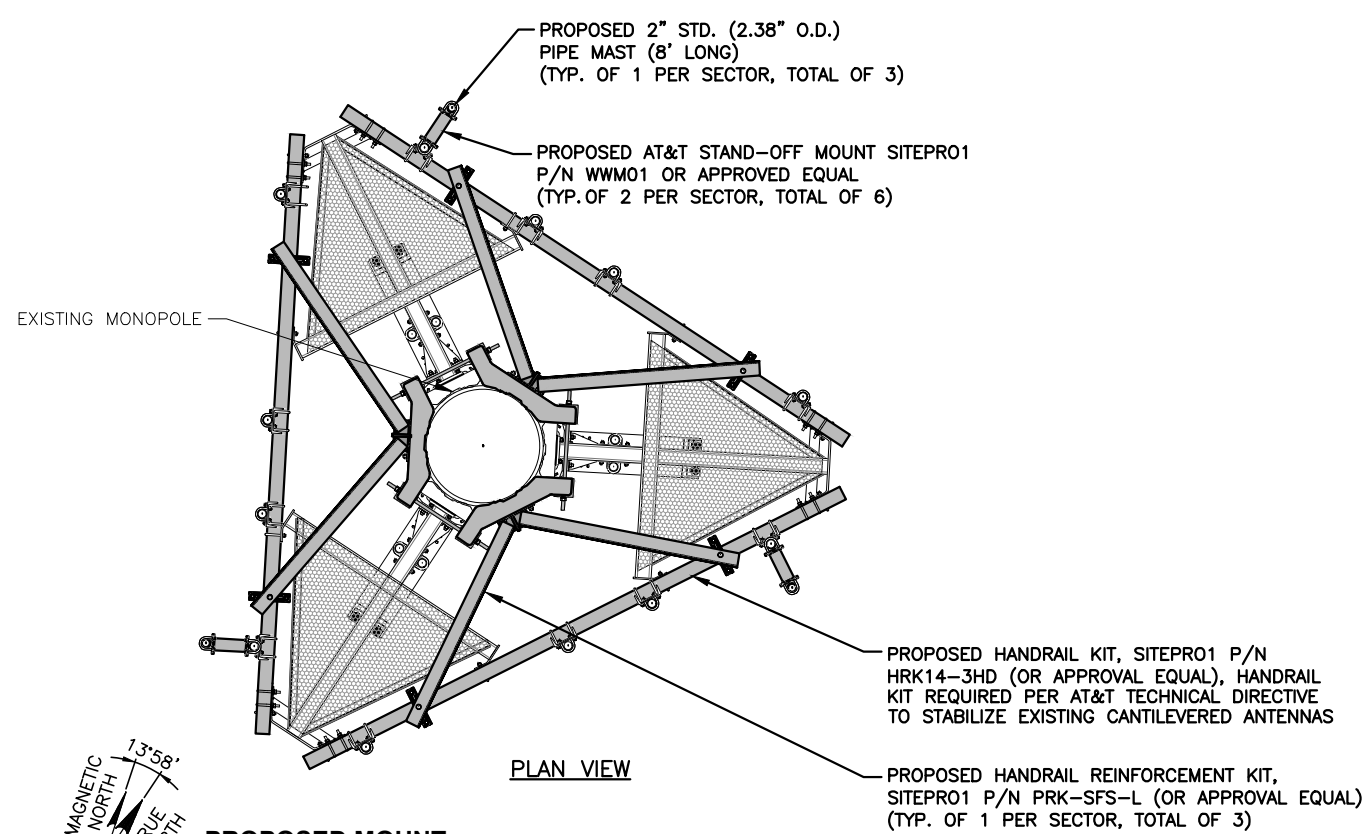 PROPOSED 2" STD. (2.38" O.D.)
PIPE MAST (8' LONG)
(TYP. OF 1 PER SECTOR, TOTAL OF 3)
PROPOSED AT&T STAND-OFF MOUNT SITEPRO1
P/N WWM01 OR APPROVED EQUAL
(TYP.OF 2 PER SECTOR, TOTAL OF 6)
EXISTING MONOPOLE
PROPOSED HANDRAIL KIT, SITEPRO1 P/N
HRK14-3HD (OR APPROVAL EQUAL), HANDRAIL
KIT REQUIRED PER AT&T TECHNICAL DIRECTIVE
TO STABILIZE EXISTING CANTILEVERED ANTENNAS
PROPOSED HANDRAIL REINFORCEMENT KIT,
SITEPRO1 P/N PRK-SFS-L (OR APPROVAL EQUAL)
(TYP. OF 1 PER SECTOR, TOTAL OF 3)
PLAN VIEW
13°58'
MAGNETIC
NORTH
PROPOSED MOUNT